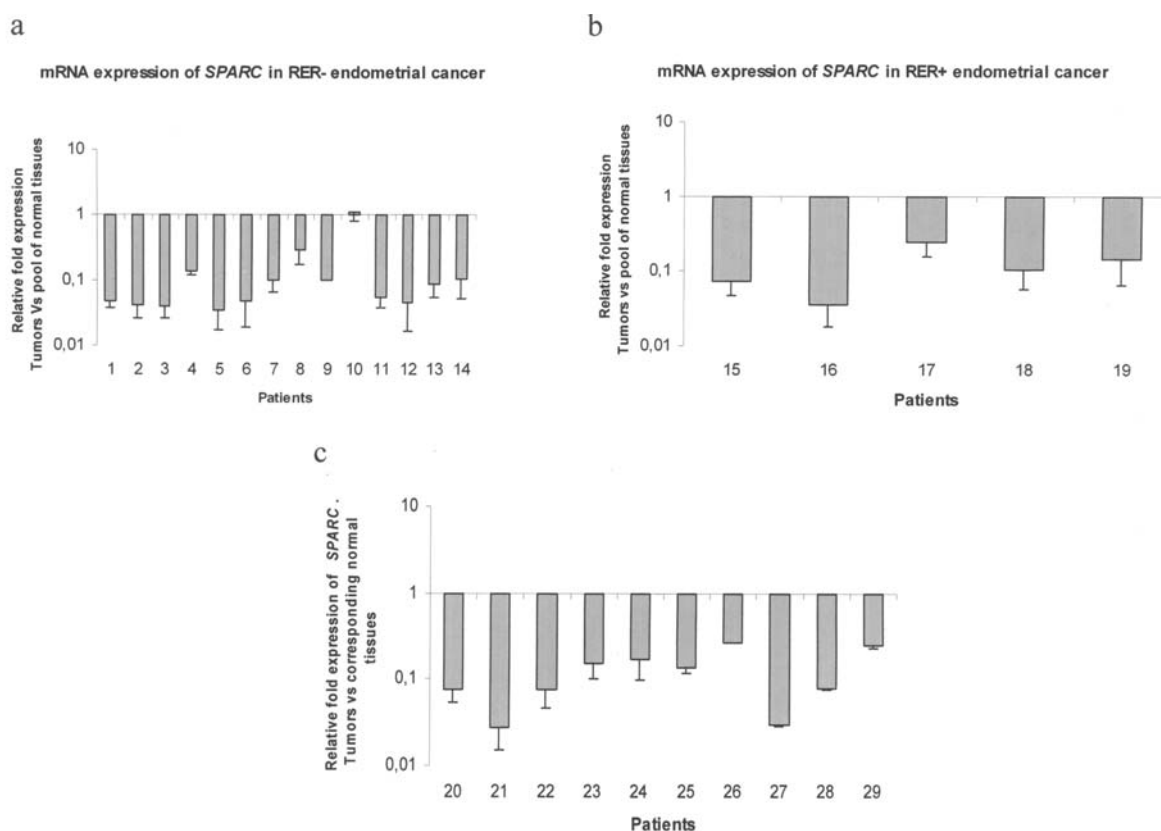 a
mRNA expression of SPARC in RER- endometrial cancer
Relative fold expression
Tumors Vs pool of normal tissues
10
1
0,1
0,01
1 2 3 4 5 6 7 8 9 10 11 12 13 14
Patients
b
mRNA expression of SPARC in RER+ endometrial cancer
Relative fold expression
Tumors vs pool of normal tissues
10
1
0,1
0,01
15 16 17 18 19
Patients
c
Relative fold expression of SPARC .
Tumors vs corresponding normal
tissues
10
1
0,1
0,01
20 21 22 23 24 25 26 27 28 29
Patients